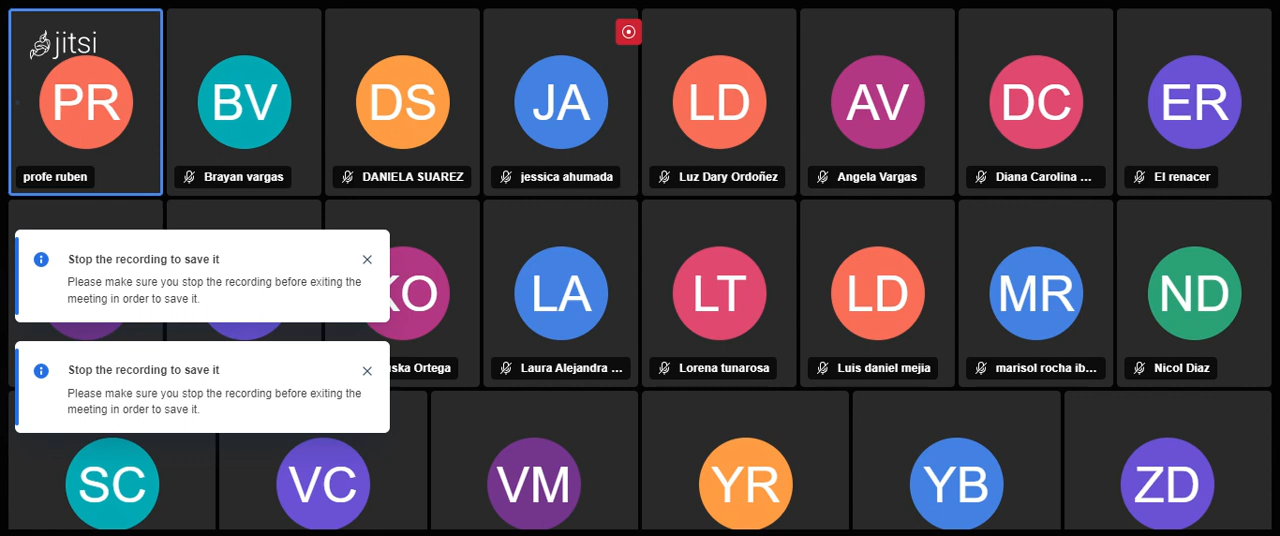 jitsi
PR
BV
DS
JA
LD
AV
DC
ER
profe ruben
Brayan vargas
DANIELA SUAREZ
jessica ahumada
Luz Dary Ordoñez
Angela Vargas
Diana Carolina ...
El renacer
Stop the recording to save it
Please make sure you stop the recording before exiting the
meeting in order to save it.
KO
LA
LT
LD
MR
ND
uska Ortega
Laura Alejandra ...
Lorena tunarosa
Luis daniel mejia
marisol rocha ib...
Nicol Diaz
Stop the recording to save it
Please make sure you stop the recording before exiting the
meeting in order to save it.
SC
VC
VM
YR
YB
ZD